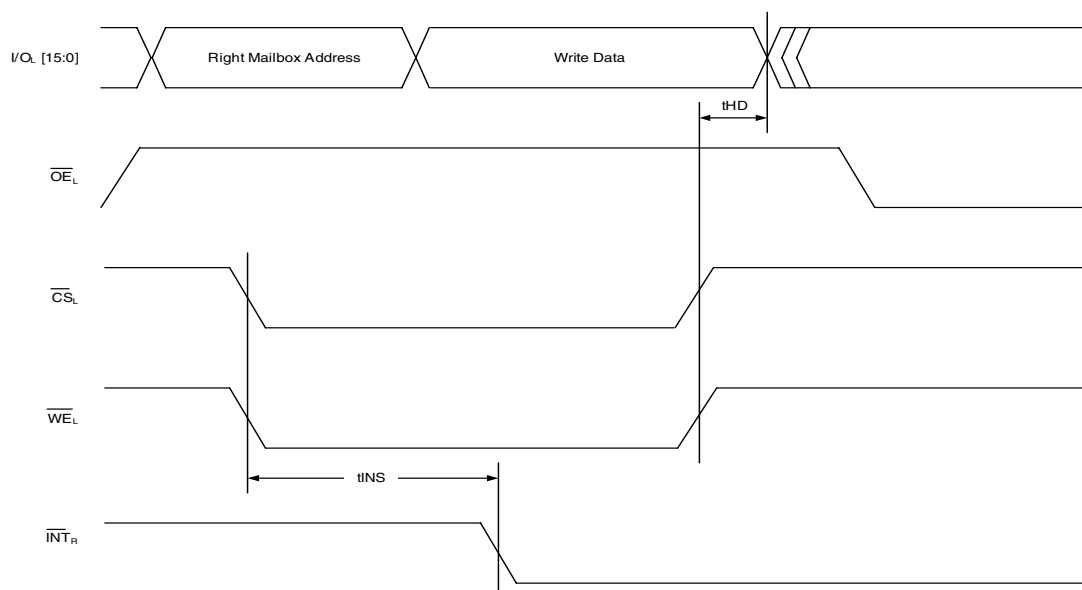 I/OL [15:0]
Right Mailbox Address
Write Data
tHD
OEL
CSL
WEL
tINS
INTR